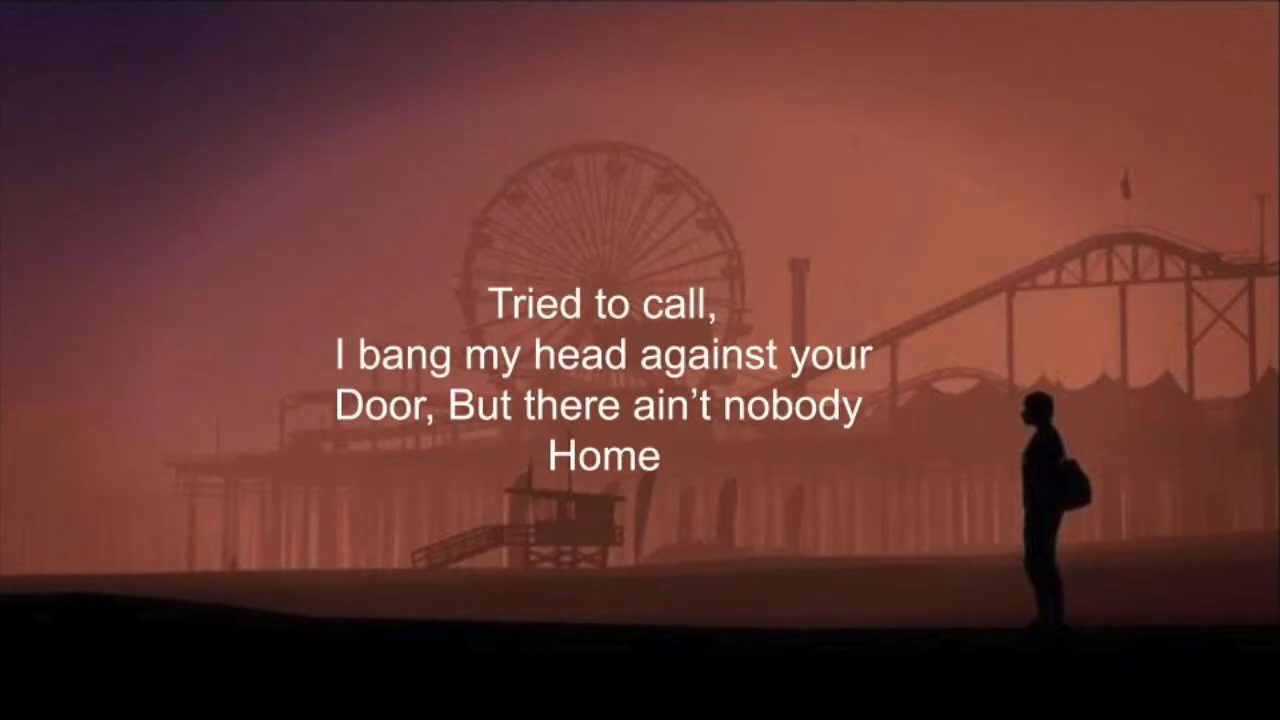 Tried to call,
I bang my head against your
Door, But there ain’t nobody
Home